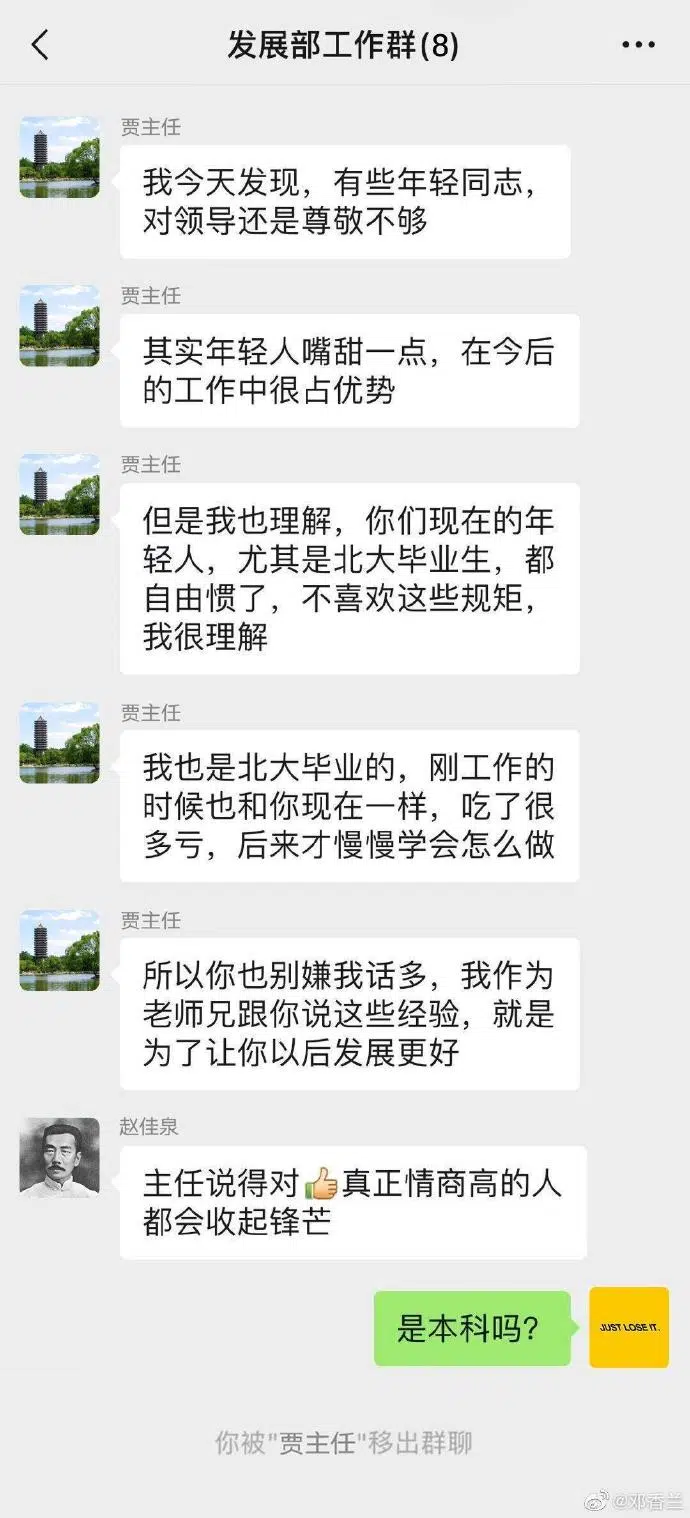 发展部工作群(8)
贾主任
我今天发现，有些年轻同志，
对领导还是尊敬不够
贾主任
其实年轻人嘴甜一点，在今后
的工作中很占优势
贾主任
但是我也理解，你们现在的年
轻人，尤其是北大毕业生，都
自由惯了，不喜欢这些规矩，
我很理解
贾主任
我也是北大毕业的，刚工作的
时候也和你现在一样，吃了很
多亏，后来才慢慢学会怎么做
贾主任
所以你也别嫌我话多，我作为
老师兄跟你说这些经验，就是
为了让你以后发展更好
赵佳泉
主任说得对👍真正情商高的人
都会收起锋芒
是本科吗?
JUST LOSE IT.
你被"贾主任"移出群聊
@邓香兰